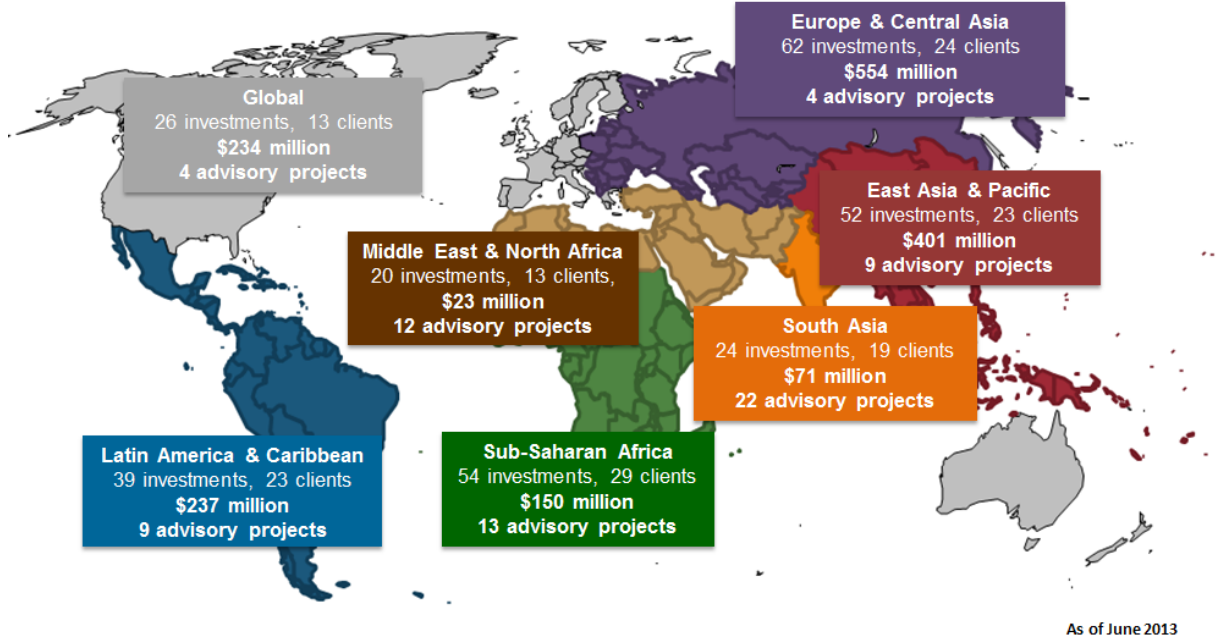 Europe & Central Asia
62 investments, 24 clients
$554 million
4 advisory projects
Global
26 investments, 13 clients
$234 million
4 advisory projects
East Asia & Pacific
52 investments, 23 clients
$401 million
9 advisory projects
Middle East & North Africa
20 investments, 13 clients,
$23 million
12 advisory projects
South Asia
24 investments, 19 clients
$71 million
22 advisory projects
Latin America & Caribbean
39 investments, 23 clients
$237 million
9 advisory projects
Sub-Saharan Africa
54 investments, 29 clients
$150 million
13 advisory projects
As of June 2013